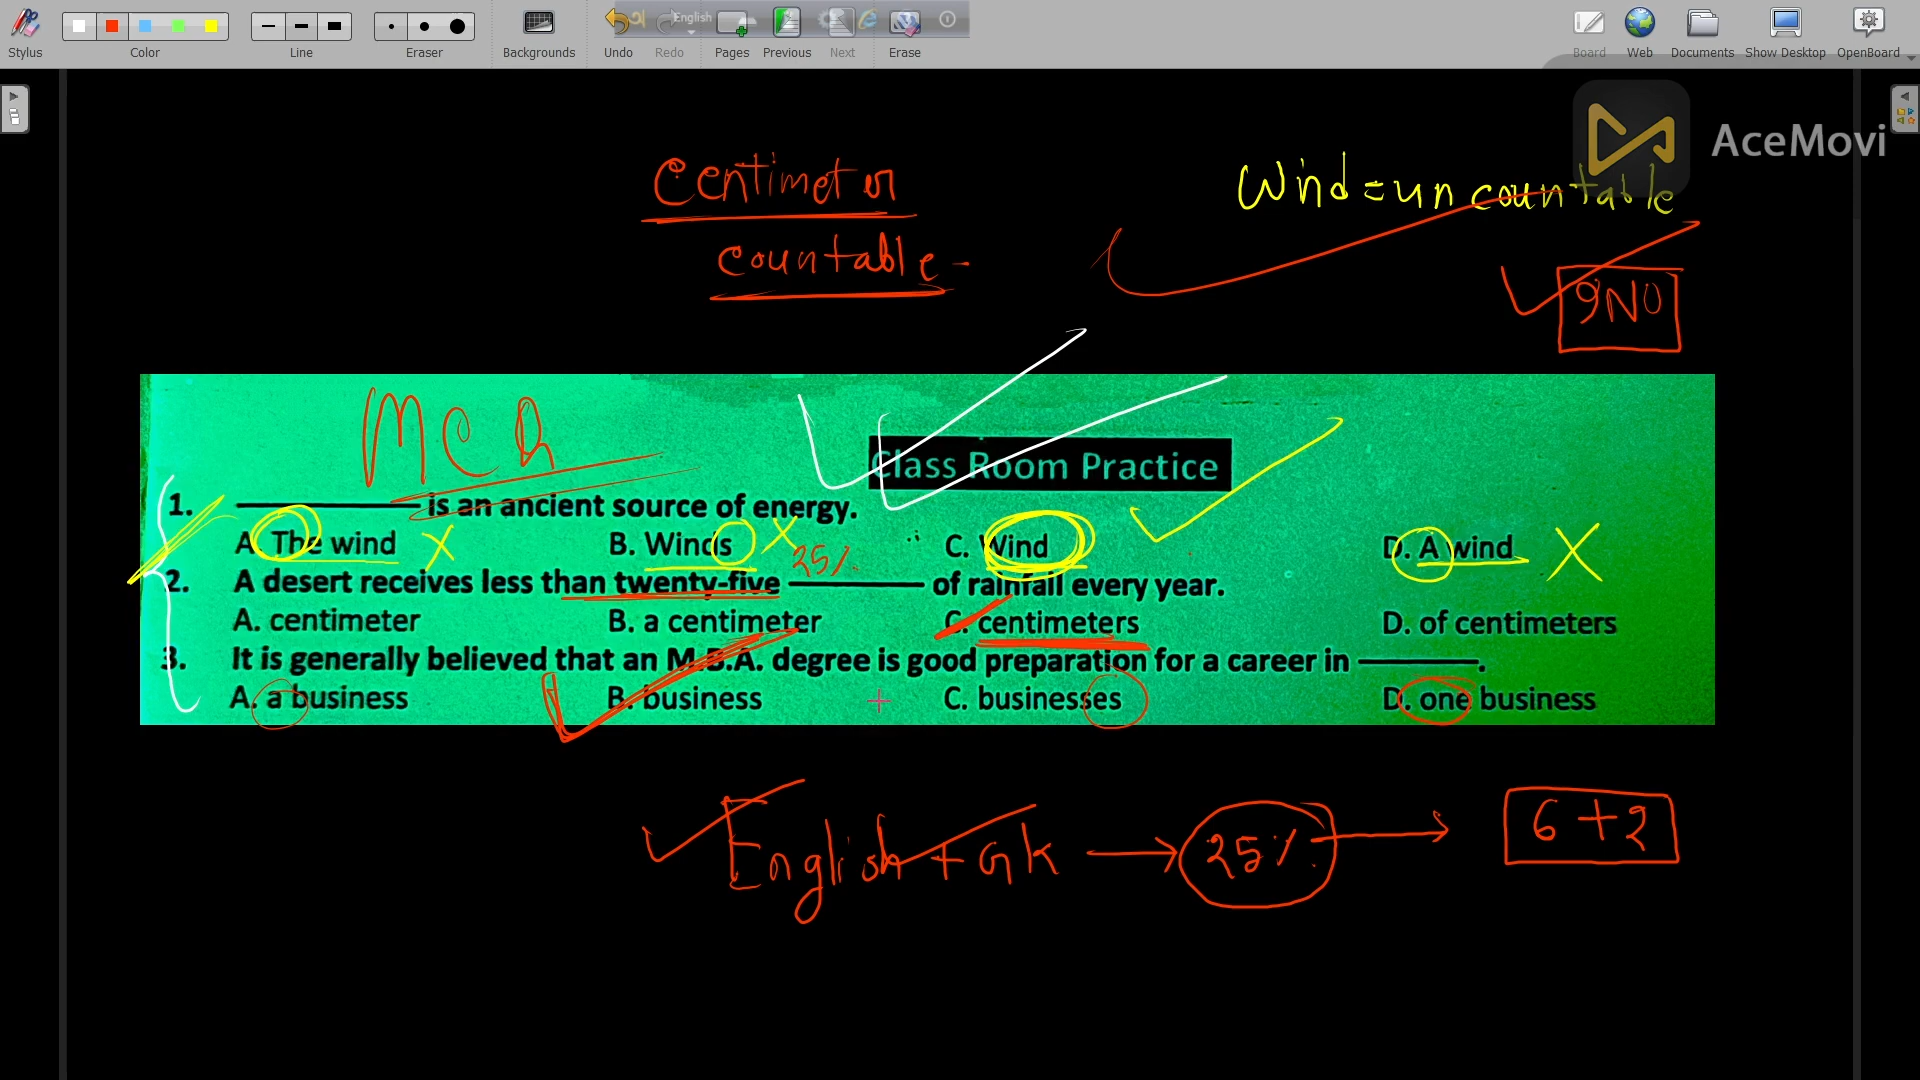 Stylus Color Line Eraser Backgrounds Undo Redo Pages Previous Next Erase Board Web Documents Show Desktop OpenBoard
English
AceMovi
Centimeter
Wind = uncountable
countable -
9NO
MCQ
Class Room Practice
1. __________ is an ancient source of energy.
A. The wind X B. Winds X C. Wind D. A wind X
25%
2. A desert receives less than twenty-five __________ of rainfall every year.
A. centimeter B. a centimeter C. centimeters D. of centimeters
3. It is generally believed that an M.B.A. degree is good preparation for a career in __________.
A. a business B. business C. businesses D. one business
English + GK → 25% → 6+2